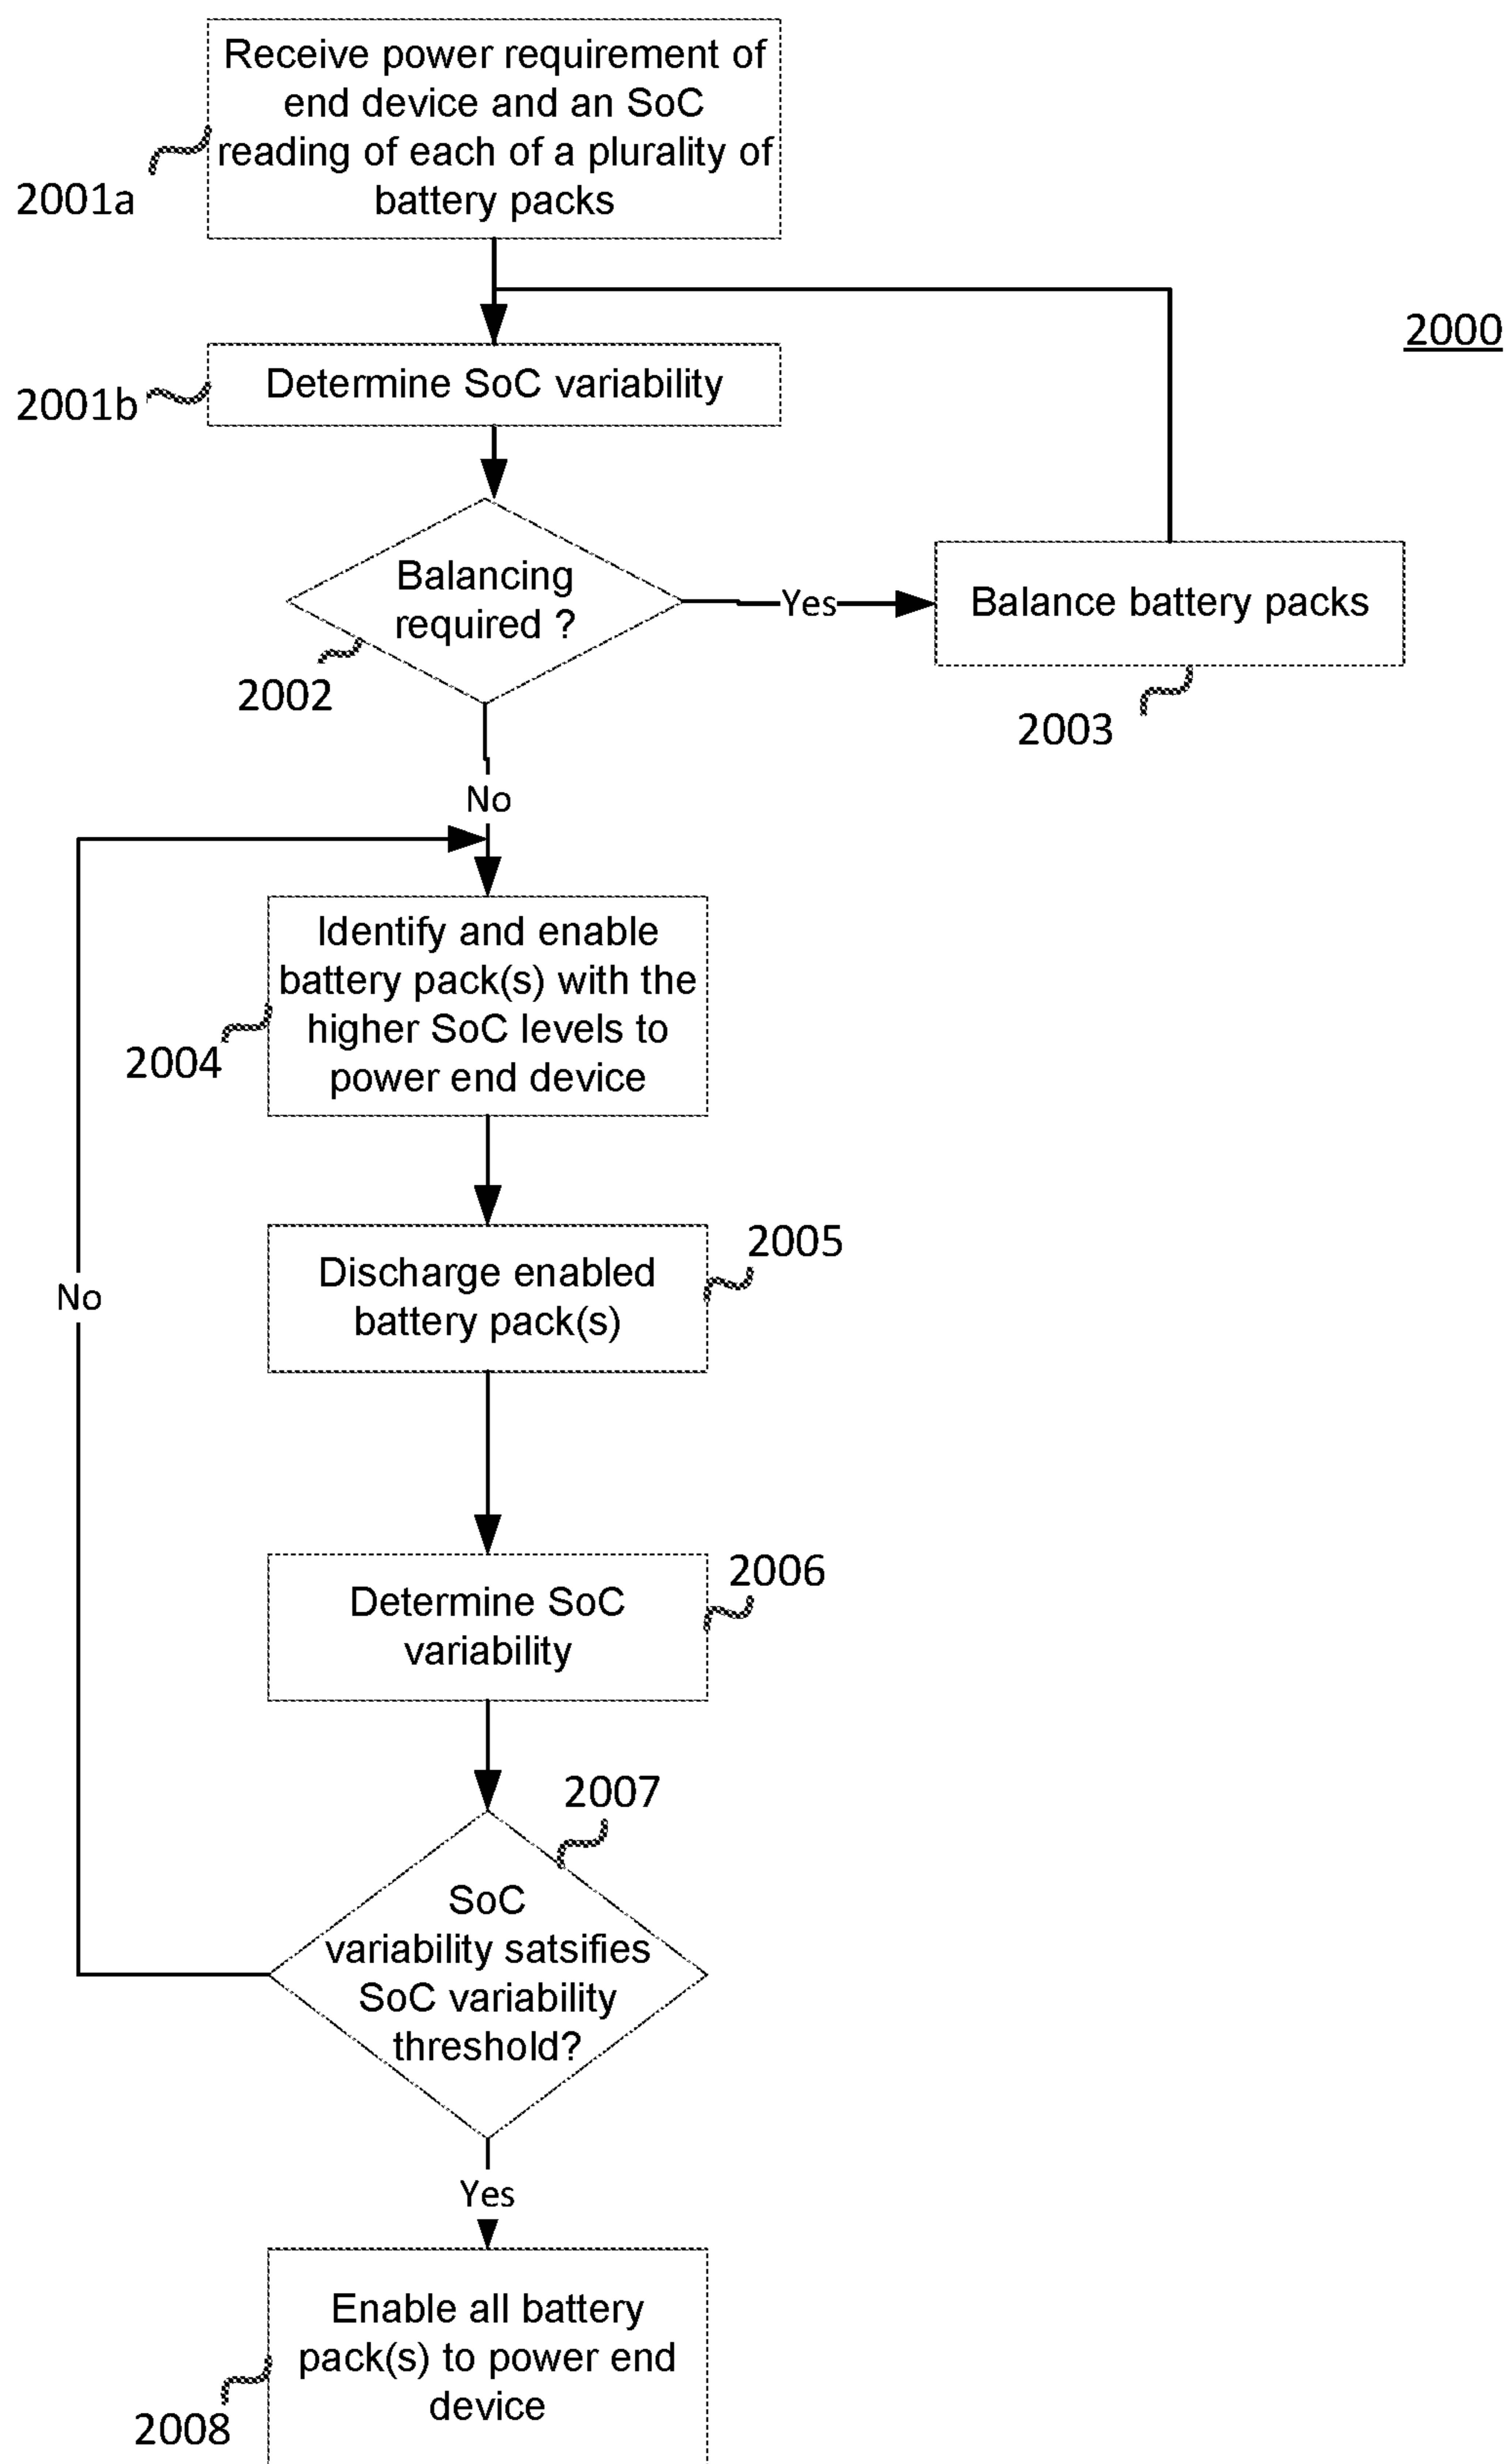 Receive power requirement of
end device and an SoC
reading of each of a plurality of
battery packs
2001a
2000
Determine SoC variability
2001b
Balancing
required ?
Yes
Balance battery packs
2002
2003
No
Identify and enable
battery pack(s) with the
higher SoC levels to
power end device
2004
2005
Discharge enabled
battery pack(s)
No
2006
Determine SoC
variability
2007
SoC
variability satsifies
SoC variability
threshold?
Yes
Enable all battery
pack(s) to power end
device
2008